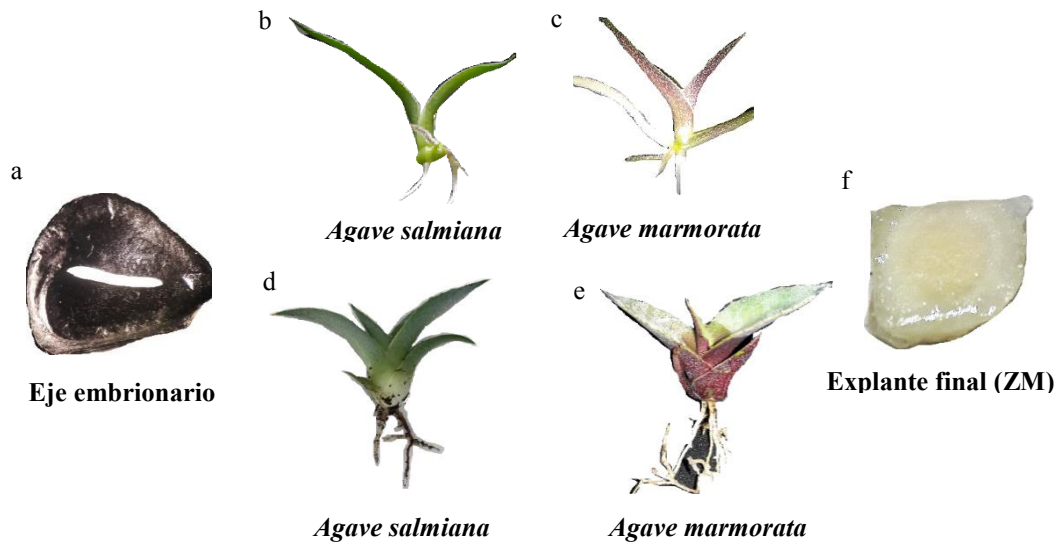 a
b
c
d
e
f
Eje embrionario
Agave salmiana
Agave marmorata
Agave salmiana
Agave marmorata
Explante final (ZM)